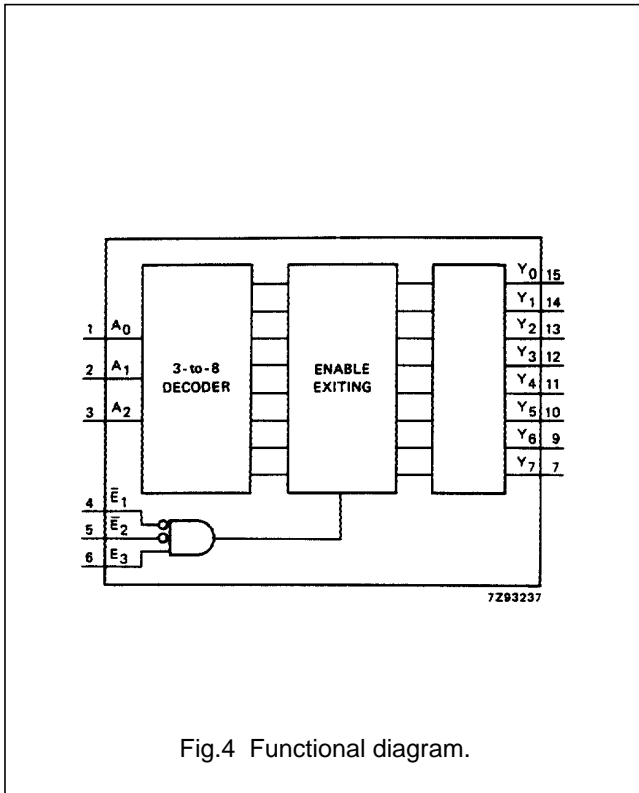 1 A0
2 A1
3 A2
4 Ē1
5 Ē2
6 E3
3-to-8
DECODER
ENABLE
EXITING
Y0 15
Y1 14
Y2 13
Y3 12
Y4 11
Y5 10
Y6 9
Y7 7
7Z93237
Fig.4 Functional diagram.